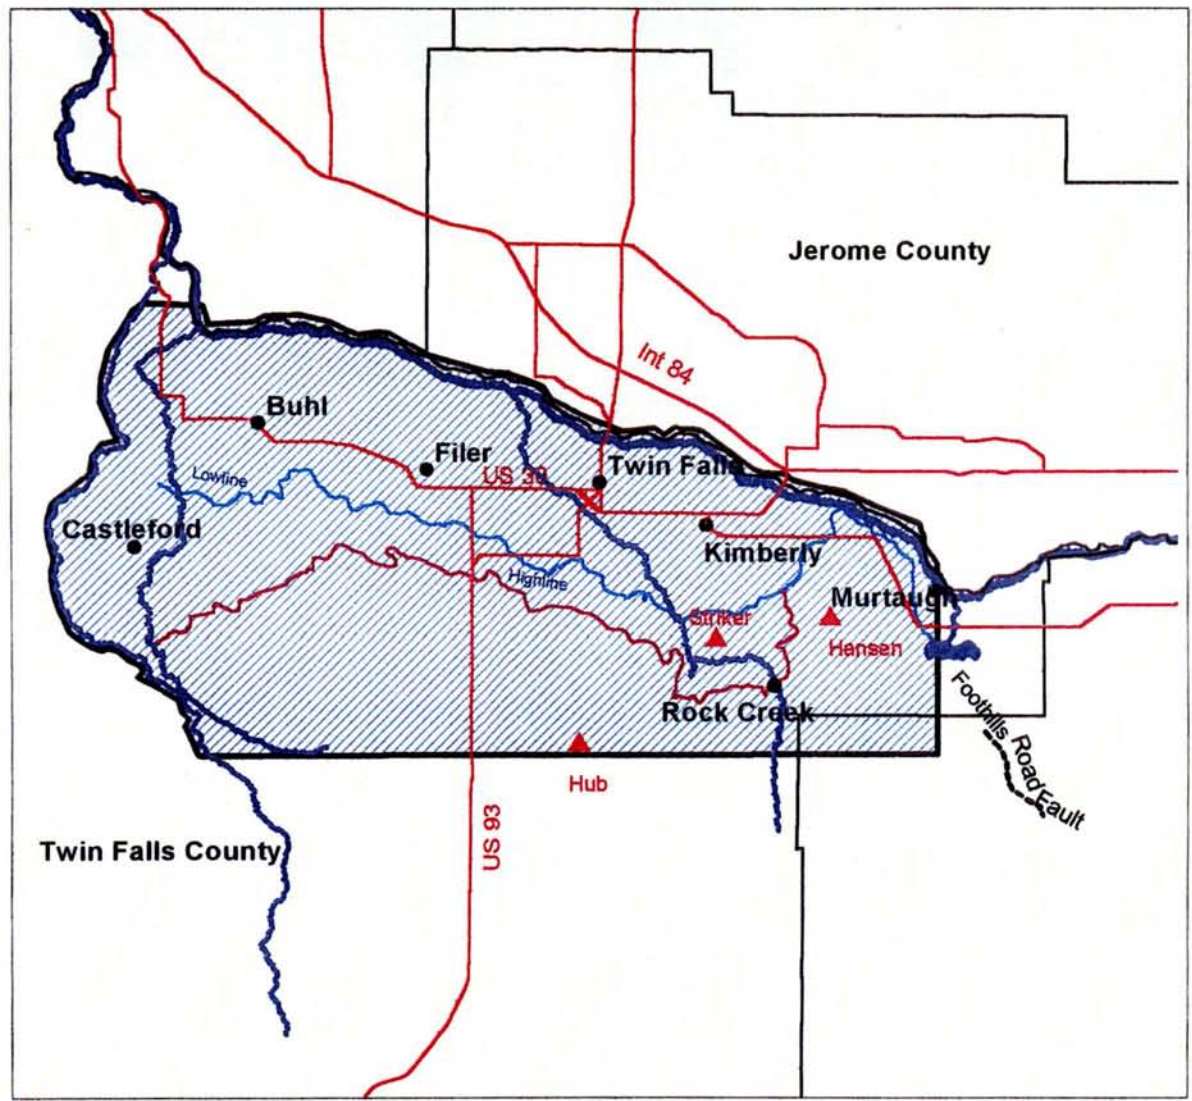 Jerome County
Int 84
Buhl
Filer
Twin Falls
US 30
Lowline
Castleford
Kimberly
Highline
Murtaugh
Striker
Hansen
Foothills Road Fault
Rock Creek
Hub
US 93
Twin Falls County